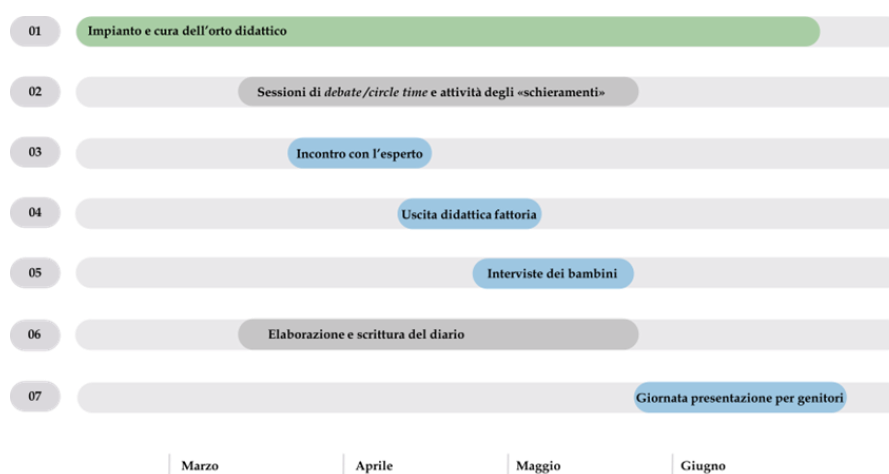 01 Impianto e cura dell’orto didattico
02 Sessioni di debate/circle time e attività degli «schieramenti»
03 Incontro con l’esperto
04 Uscita didattica fattoria
05 Interviste dei bambini
06 Elaborazione e scrittura del diario
07 Giornata presentazione per genitori
Marzo Aprile Maggio Giugno